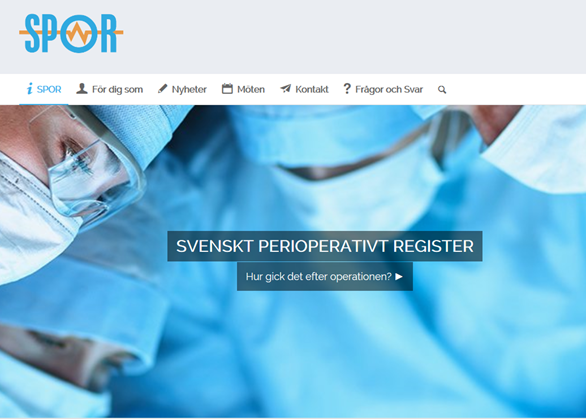 SPOR
SPOR För dig som Nyheter Möten Kontakt Frågor och Svar
SVENSKT PERIOPERATIVT REGISTER
Hur gick det efter operationen? ►